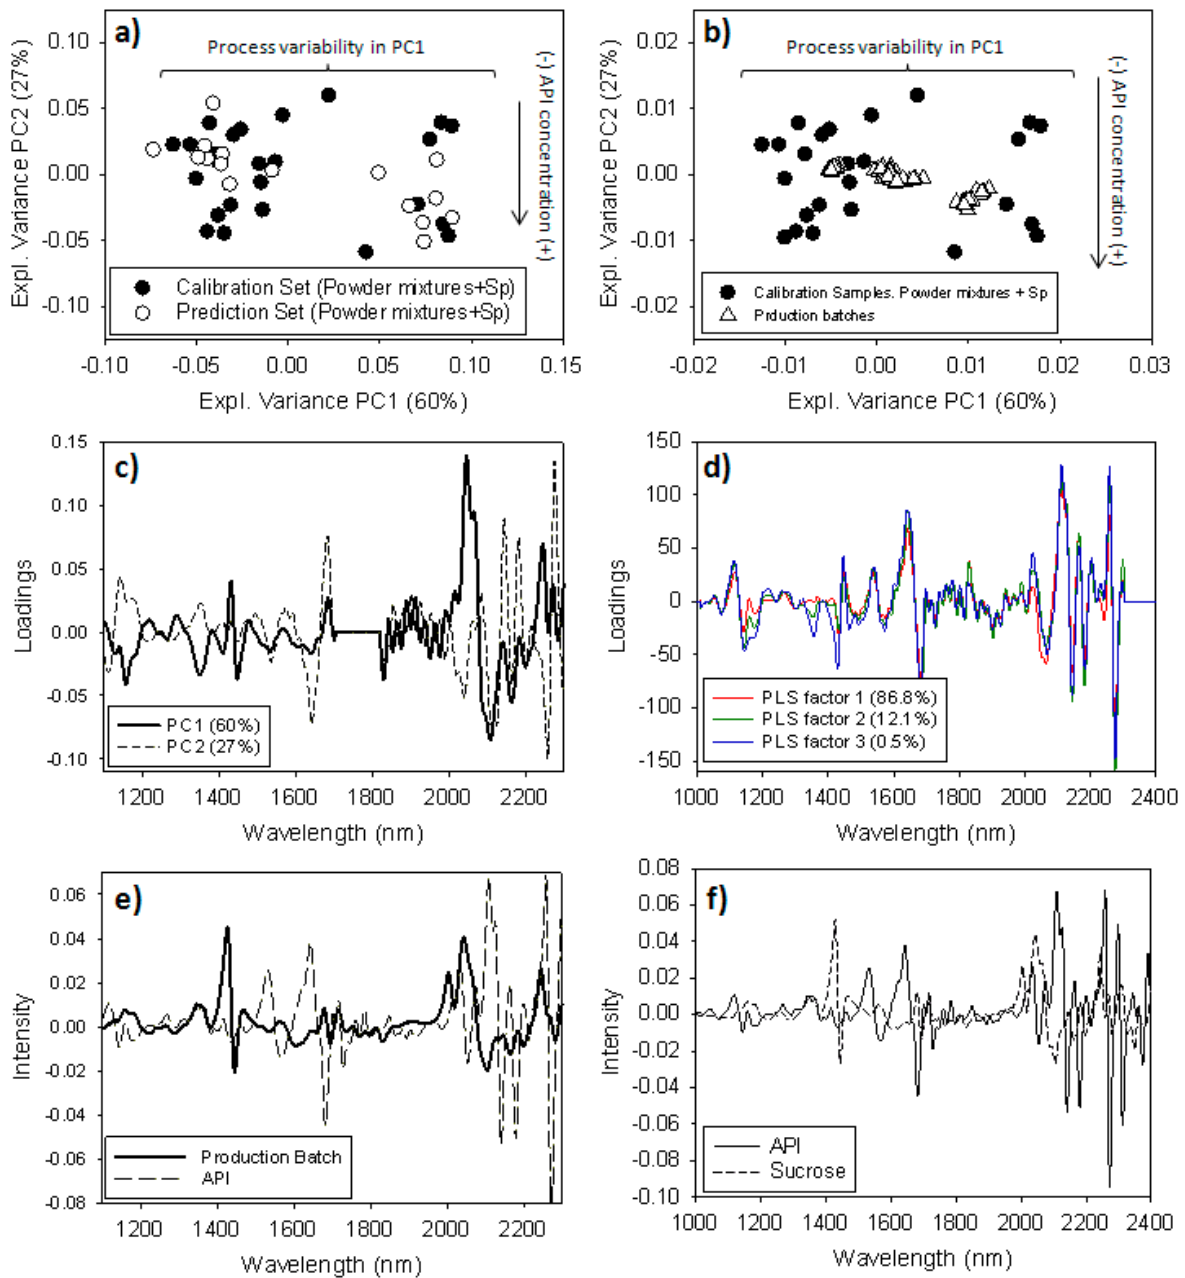 a)
Process variability in PC1
Expl. Variance PC2 (27%)
0.10
0.05
0.00
-0.05
-0.10
(-) API concentration (+)
Calibration Set (Powder mixtures+Sp)
Prediction Set (Powder mixtures+Sp)
-0.10 -0.05 0.00 0.05 0.10 0.15
Expl. Variance PC1 (60%)
b)
Process variability in PC1
Expl. Variance PC2 (27%)
0.02
0.01
0.00
-0.01
-0.02
(-) API concentration (+)
Calibration Samples. Powder mixtures + Sp
Prduction batches
-0.02 -0.01 0.00 0.01 0.02 0.03
Expl. Variance PC1 (60%)
c)
Loadings
0.15
0.10
0.05
0.00
-0.05
-0.10
PC1 (60%)
PC2 (27%)
1200 1400 1600 1800 2000 2200
Wavelength (nm)
d)
Loadings
150
100
50
0
-50
-100
-150
PLS factor 1 (86.8%)
PLS factor 2 (12.1%)
PLS factor 3 (0.5%)
1000 1200 1400 1600 1800 2000 2200 2400
Wavelength (nm)
e)
Intensity
0.06
0.04
0.02
0.00
-0.02
-0.04
-0.06
-0.08
Production Batch
API
1200 1400 1600 1800 2000 2200
Wavelength (nm)
f)
Intensity
0.08
0.06
0.04
0.02
0.00
-0.02
-0.04
-0.06
-0.08
-0.10
API
Sucrose
1000 1200 1400 1600 1800 2000 2200 2400
Wavelength (nm)